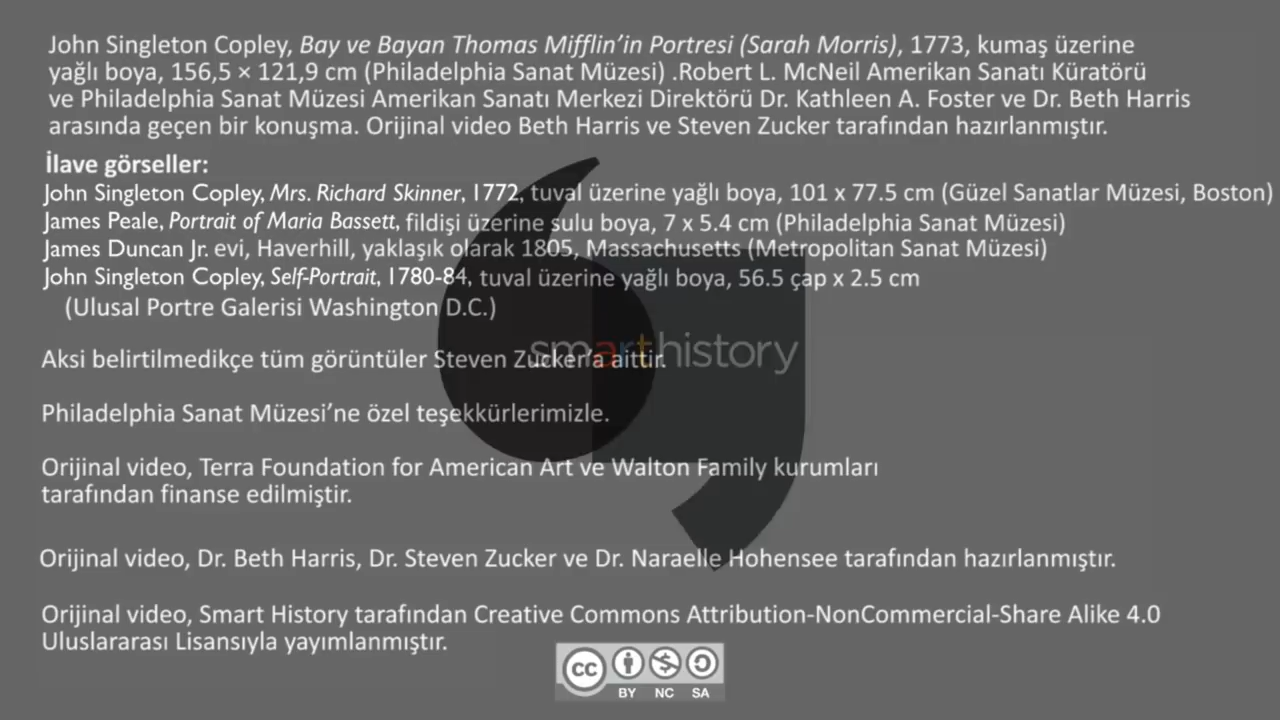 John Singleton Copley, Bay ve Bayan Thomas Mifflin’in Portresi (Sarah Morris), 1773, kumaş üzerine
yağlı boya, 156,5 × 121,9 cm (Philadelphia Sanat Müzesi) .Robert L. McNeil Amerikan Sanatı Küratörü
ve Philadelphia Sanat Müzesi Amerikan Sanatı Merkezi Direktörü Dr. Kathleen A. Foster ve Dr. Beth Harris
arasında geçen bir konuşma. Orijinal video Beth Harris ve Steven Zucker tarafından hazırlanmıştır.
İlave görseller:
John Singleton Copley, Mrs. Richard Skinner, 1772, tuval üzerine yağlı boya, 101 x 77.5 cm (Güzel Sanatlar Müzesi, Boston)
James Peale, Portrait of Maria Bassett, fildişi üzerine sulu boya, 7 x 5.4 cm (Philadelphia Sanat Müzesi)
James Duncan Jr. evi, Haverhill, yaklaşık olarak 1805, Massachusetts (Metropolitan Sanat Müzesi)
John Singleton Copley, Self-Portrait, 1780-84, tuval üzerine yağlı boya, 56.5 çap x 2.5 cm
(Ulusal Portre Galerisi Washington D.C.)
smarthistory
Aksi belirtilmedikçe tüm görüntüler Steven Zucker’a aittir.
Philadelphia Sanat Müzesi’ne özel teşekkürlerimizle.
Orijinal video, Terra Foundation for American Art ve Walton Family kurumları
tarafından finanse edilmiştir.
Orijinal video, Dr. Beth Harris, Dr. Steven Zucker ve Dr. Naraelle Hohensee tarafından hazırlanmıştır.
Orijinal video, Smart History tarafından Creative Commons Attribution-NonCommercial-Share Alike 4.0
Uluslararası Lisansıyla yayımlanmıştır.
cc
BY NC SA